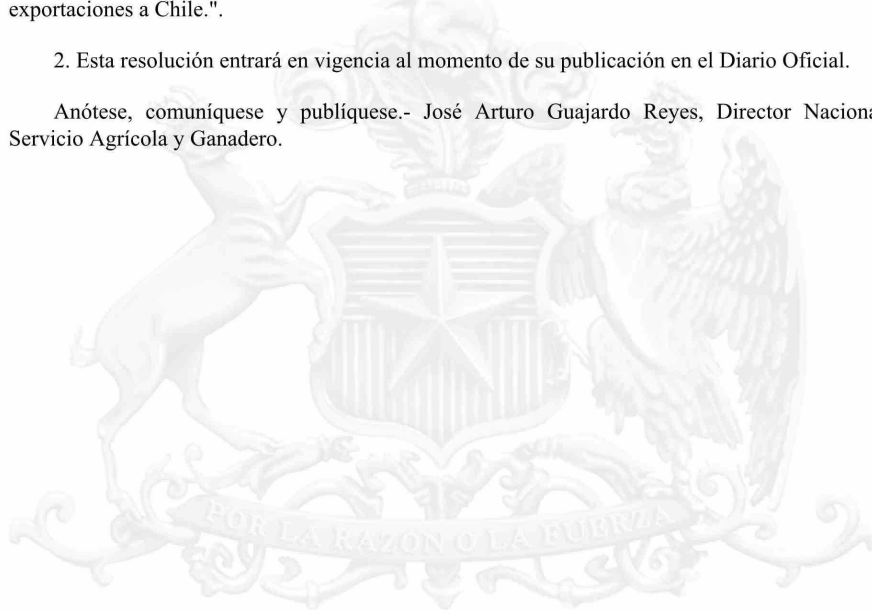 exportaciones a Chile.".
2. Esta resolución entrará en vigencia al momento de su publicación en el Diario Oficial.
Anótese, comuníquese y publíquese.- José Arturo Guajardo Reyes, Director Naciona
Servicio Agrícola y Ganadero.
POR LA RAZÓN O LA FUERZA